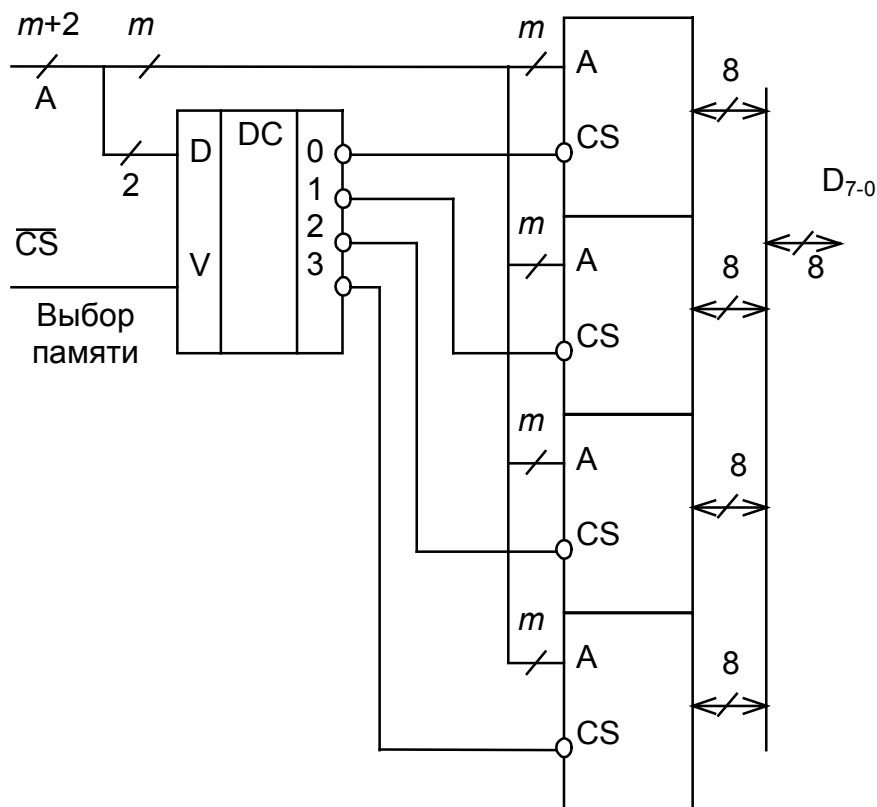 m+2 m m
A A 8
D DC 0 CS
2 1 D7-0
CS 2 m A 8
V 3 8
Выбор
памяти CS
m A 8
CS
m A 8
CS